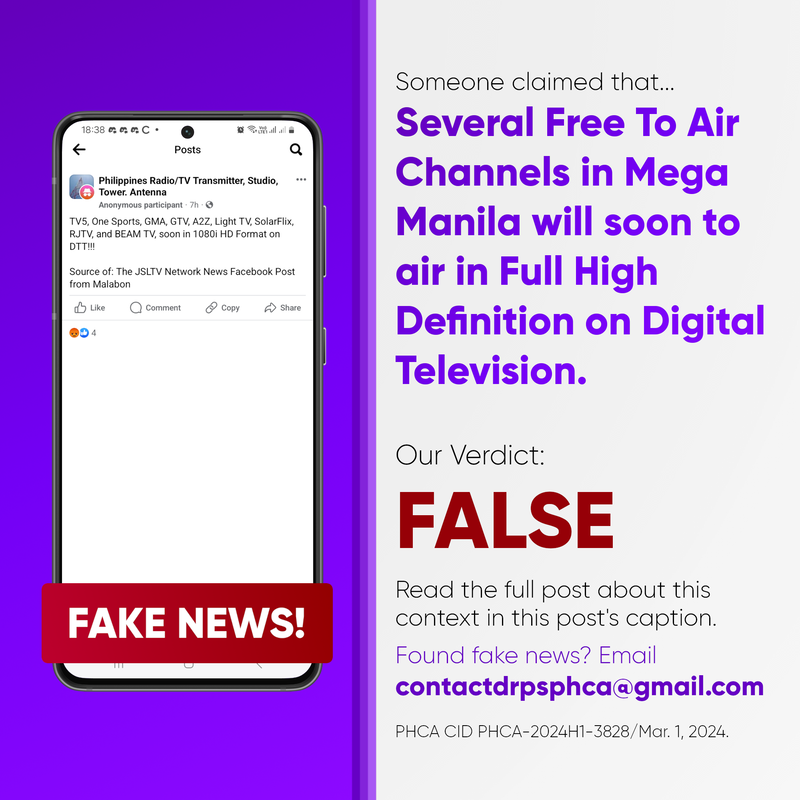 18:38
Posts
Philippines Radio/TV Transmitter, Studio,
Tower. Antenna
Anonymous participant · 7h ·
TV5, One Sports, GMA, GTV, A2Z, Light TV, SolarFlix,
RJTV, and BEAM TV, soon in 1080i HD Format on
DTT!!!
Source of: The JSLTV Network News Facebook Post
from Malabon
Like Comment Copy Share
4
FAKE NEWS!
Someone claimed that...
Several Free To Air
Channels in Mega
Manila will soon to
air in Full High
Definition on Digital
Television.
Our Verdict:
FALSE
Read the full post about this
context in this post's caption.
Found fake news? Email
contactdrpsphca@gmail.com
PHCA CID PHCA-2024H1-3828/Mar. 1, 2024.